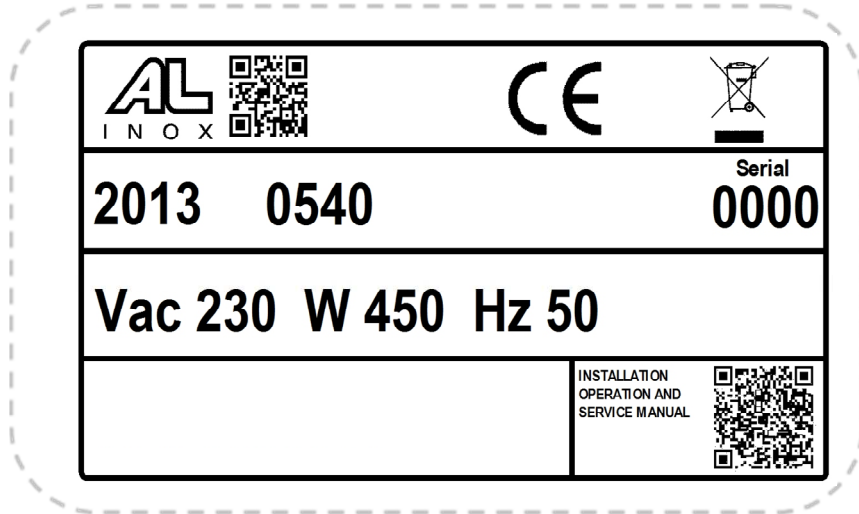 AL
INOX
CE
Serial
2013 0540 0000
Vac 230 W 450 Hz 50
INSTALLATION
OPERATION AND
SERVICE MANUAL